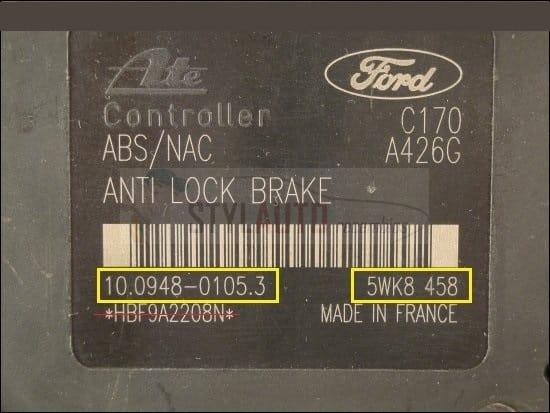 Ate
Ford
Controller
C170
ABS/NAC
A426G
ANTI LOCK BRAKE
STYLAUTO
10.0948-0105.3
5WK8 458
*HBF9A2208N*
MADE IN FRANCE